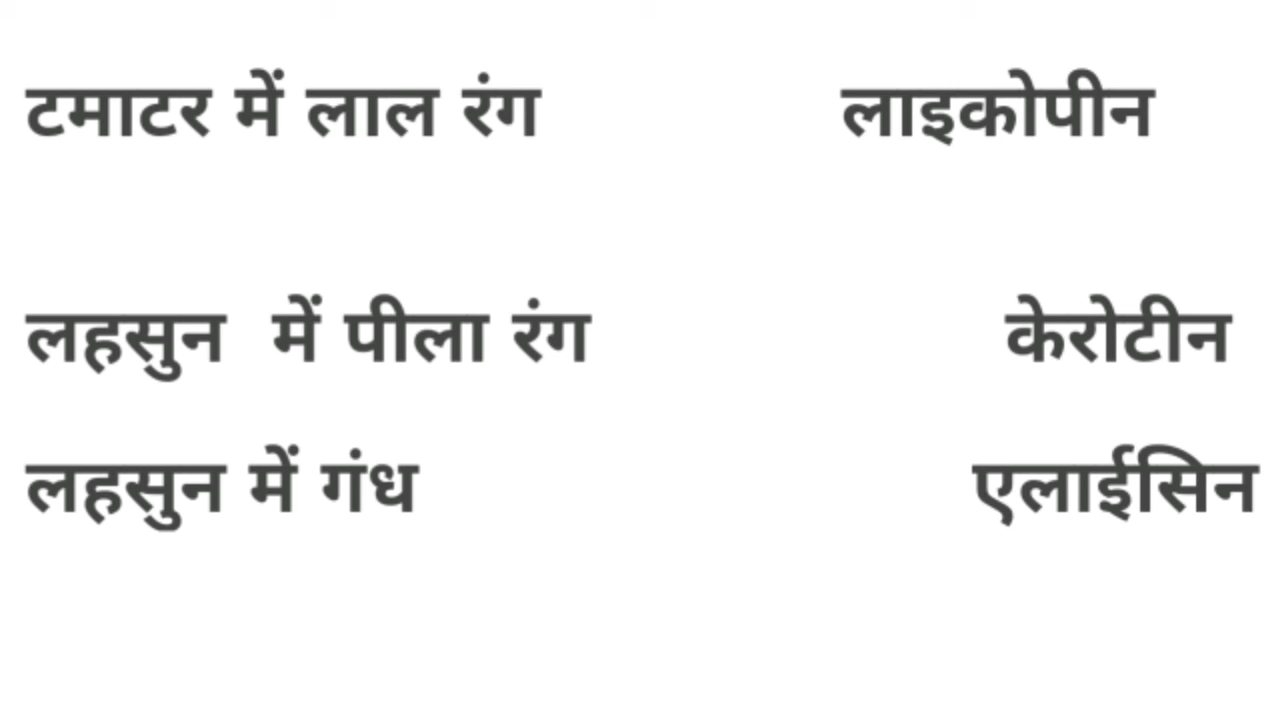 टमाटर में लाल रंग लाइकोपीन
लहसुन में पीला रंग केरोटीन
लहसुन में गंध एलाईसिन